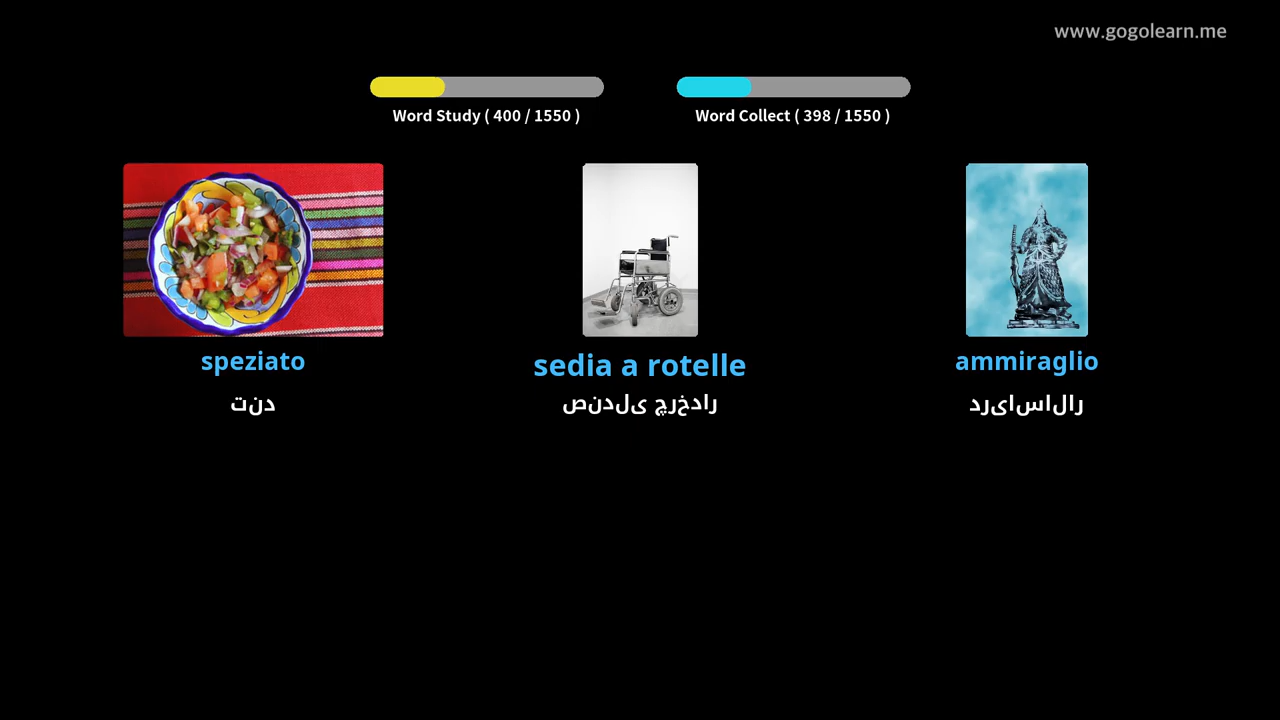 www.gogolearn.me
Word Study ( 400 / 1550 )
Word Collect ( 398 / 1550 )
speziato
دنت
sedia a rotelle
رادخرچ یلدنص
ammiraglio
رالاسایرد